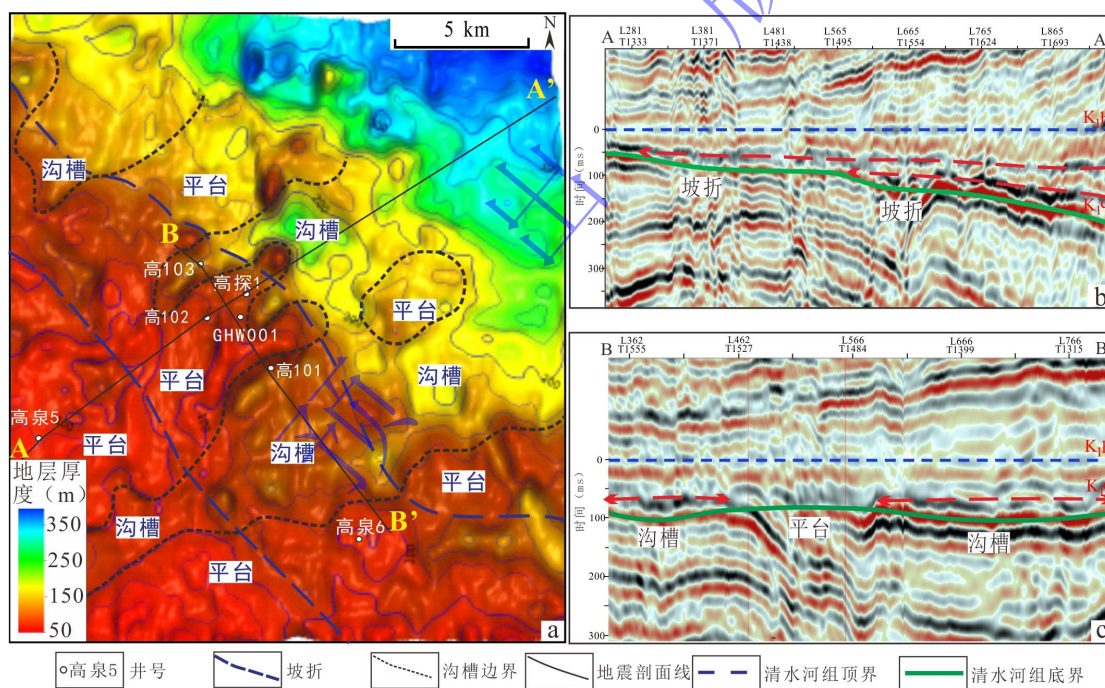 5 km
N
A'
沟槽
平台
沟槽
B
高103
高探1
高102
GHW001
平台
高101
沟槽
平台
高泉5
A
平台
沟槽
平台
地层厚
度(m)
350
250
150
50
沟槽
B'
高泉6
平台
a
A
L281
T1333
L381
T1371
L481
T1438
L565
T1495
L665
T1554
L765
T1624
L865
T1693
A
0
100
200
300
时间(ms)
坡折
坡折
b
B
L362
T1555
L462
T1527
L566
T1484
L666
T1399
L766
T1315
B
0
100
200
300
时间(ms)
沟槽
平台
沟槽
c
高泉5
井号
坡折
沟槽边界
地震剖面线
清水河组顶界
清水河组底界